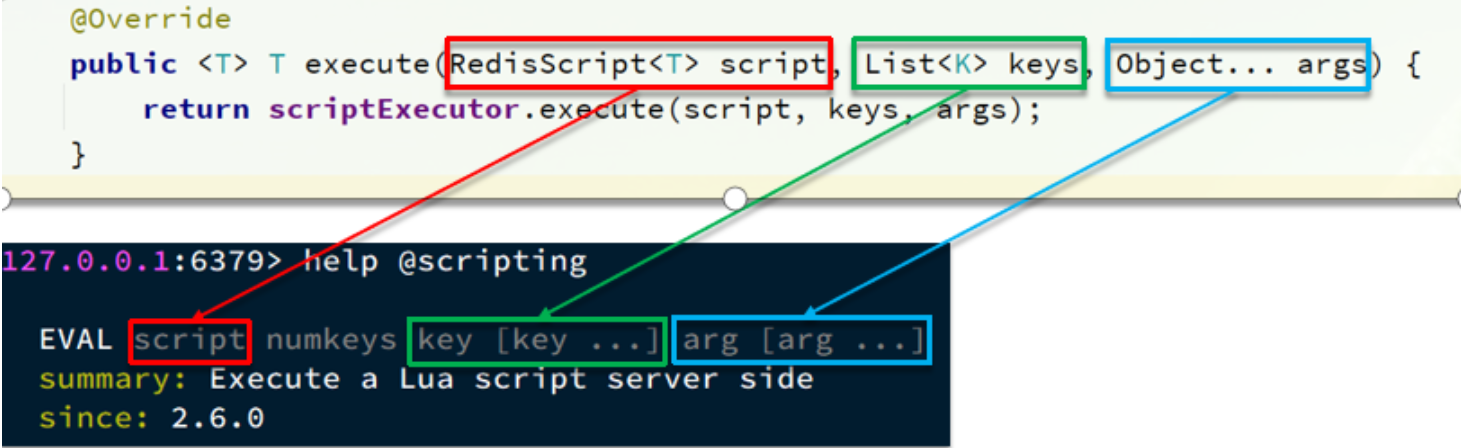 @Override
public <T> T execute(RedisScript<T> script, List<K> keys, Object... args) {
return scriptExecutor.execute(script, keys, args);
}
127.0.0.1:6379> help @scripting
EVAL script numkeys key [key ...] arg [arg ...]
summary: Execute a Lua script server side
since: 2.6.0